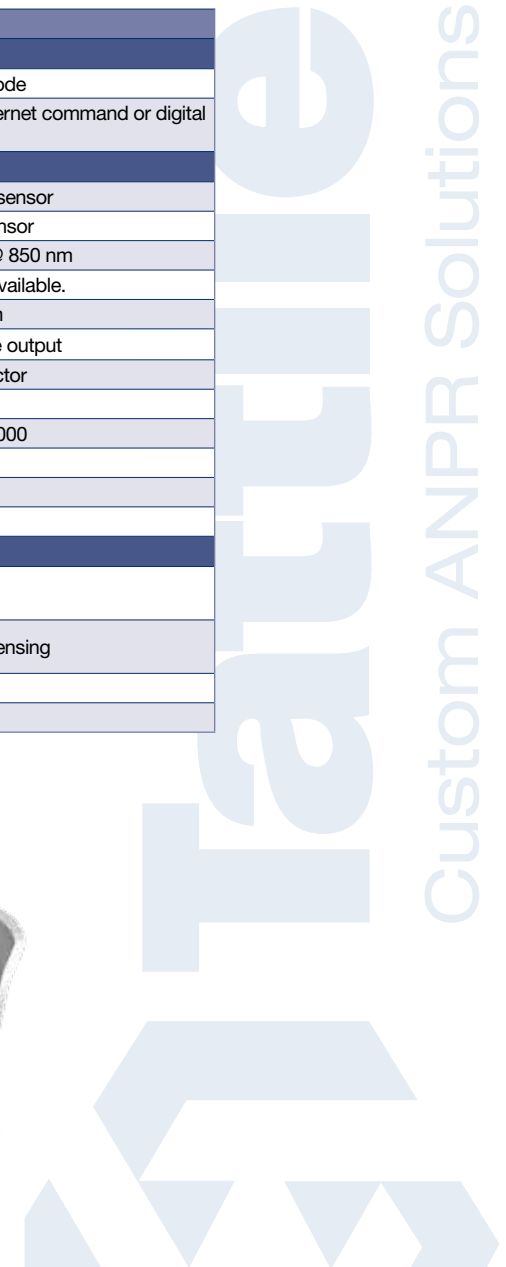 ode
ernet command or digital
sensor
nsor
@ 850 nm
vailable.
n
e output
ctor
000
ensing
Tattile
Custom ANPR Solutions